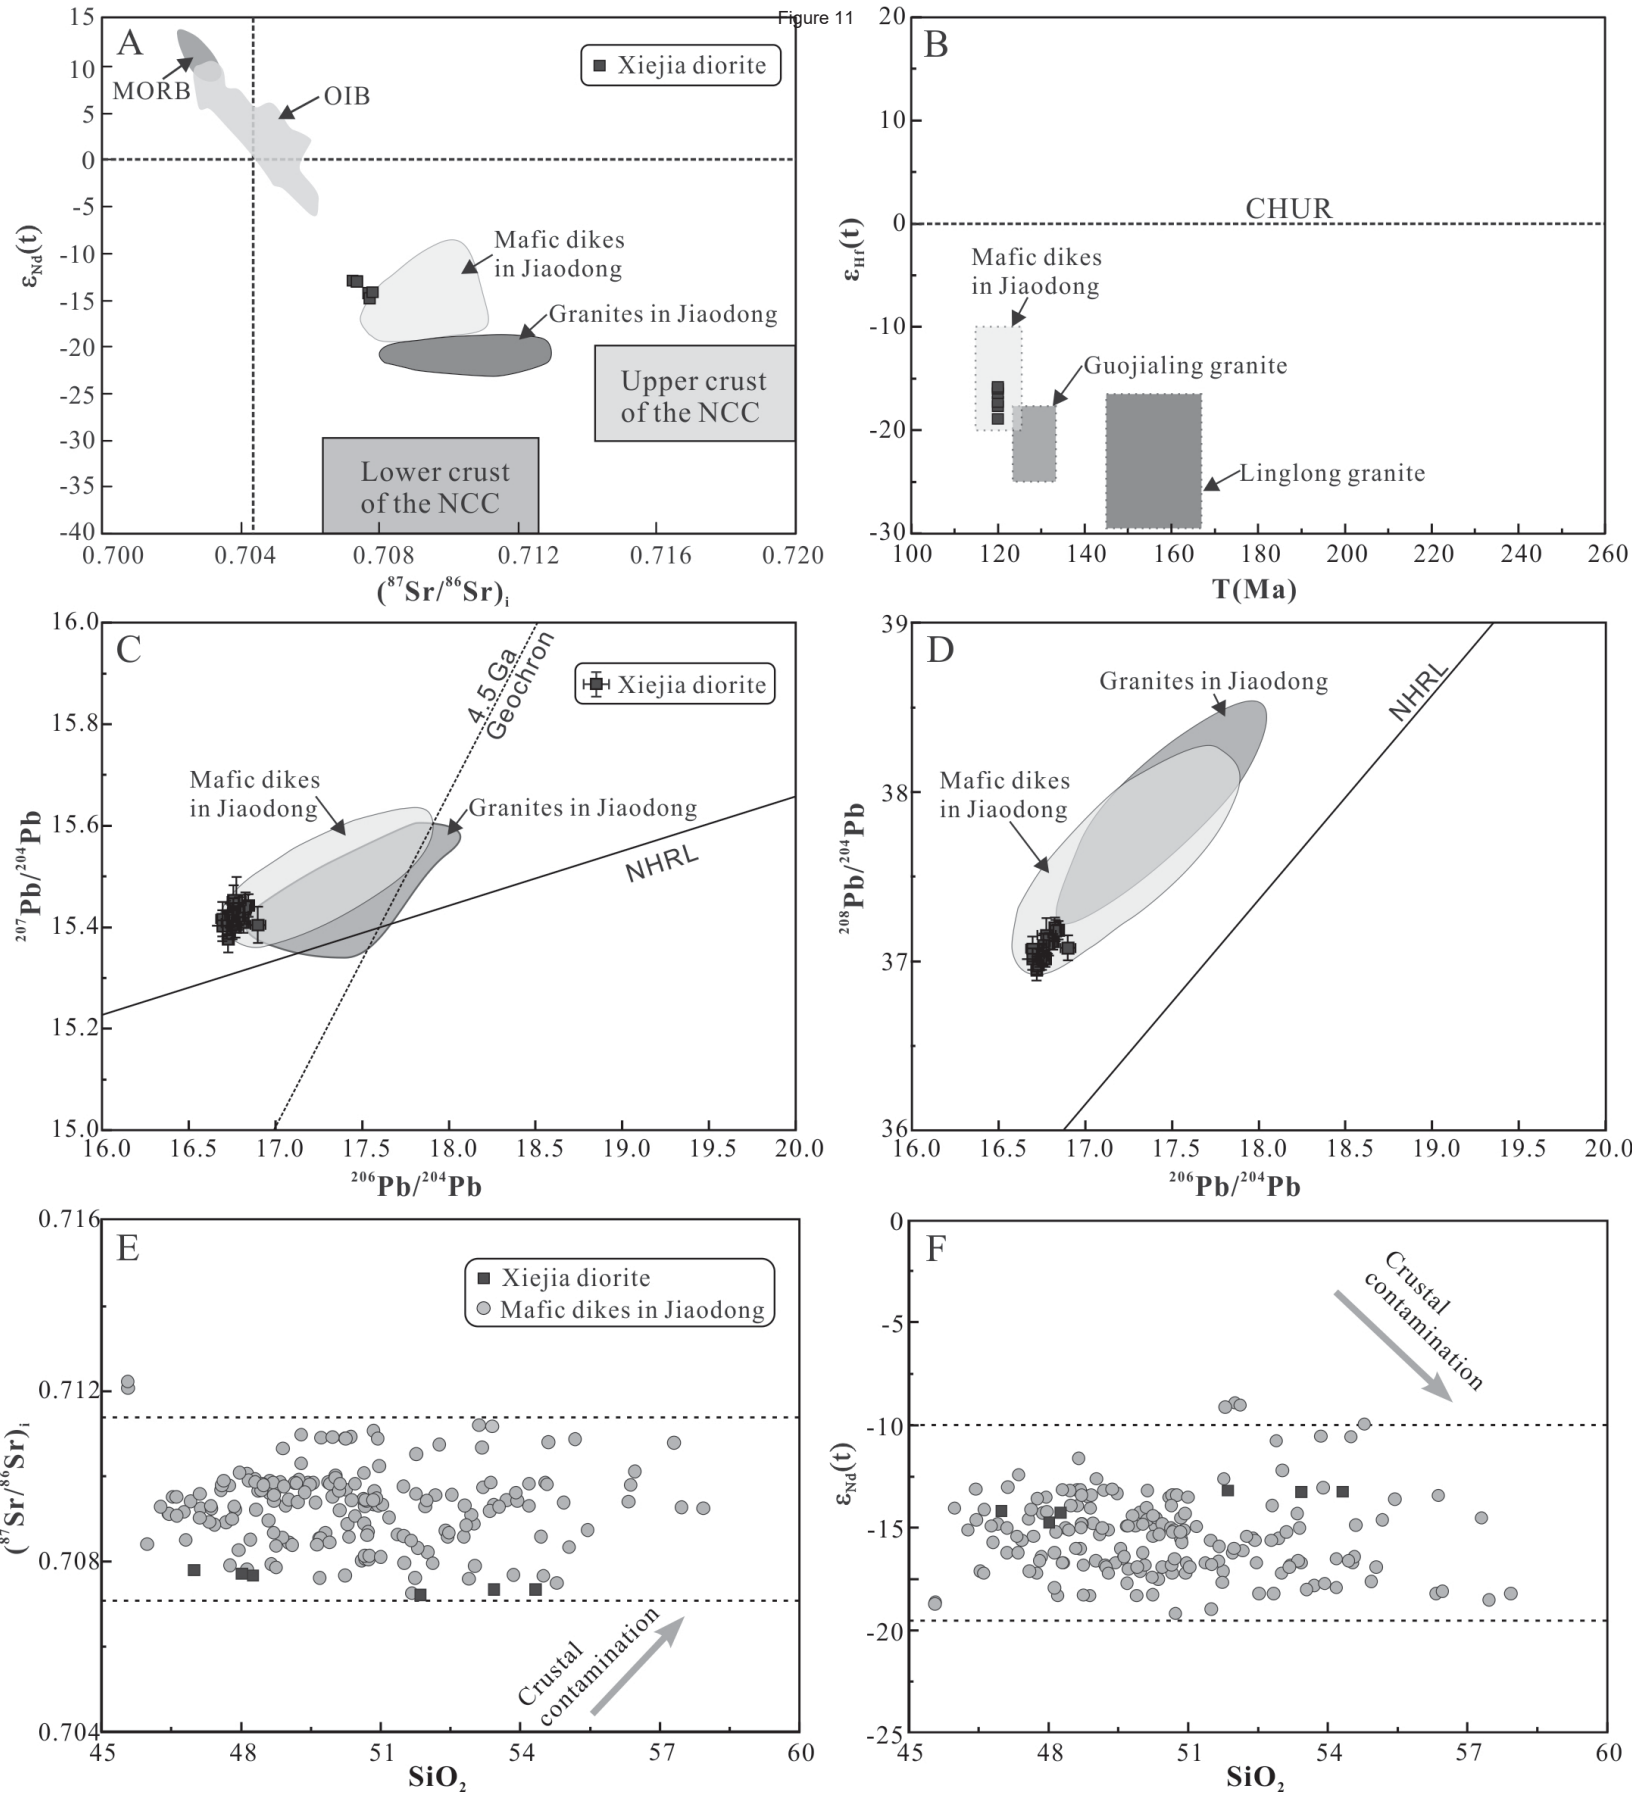 Figure 11
A
15
10
5
0
-5
-10
-15
-20
-25
-30
-35
-40
εNd(t)
MORB
OIB
Xiejia diorite
Mafic dikes
in Jiaodong
Granites in Jiaodong
Upper crust
of the NCC
Lower crust
of the NCC
0.700 0.704 0.708 0.712 0.716 0.720
(⁸⁷Sr/⁸⁶Sr)i
B
20
10
0
-10
-20
-30
εHf(t)
CHUR
Mafic dikes
in Jiaodong
Guojialing granite
Linglong granite
100 120 140 160 180 200 220 240 260
T(Ma)
C
16.0
15.8
15.6
15.4
15.2
15.0
²⁰⁷Pb/²⁰⁴Pb
4.5 Ga
Geochron
Xiejia diorite
Mafic dikes
in Jiaodong
Granites in Jiaodong
NHRL
16.0 16.5 17.0 17.5 18.0 18.5 19.0 19.5 20.0
²⁰⁶Pb/²⁰⁴Pb
D
39
38
37
36
²⁰⁸Pb/²⁰⁴Pb
Granites in Jiaodong
NHRL
Mafic dikes
in Jiaodong
16.0 16.5 17.0 17.5 18.0 18.5 19.0 19.5 20.0
²⁰⁶Pb/²⁰⁴Pb
E
0.716
0.712
0.708
0.704
(⁸⁷Sr/⁸⁶Sr)i
Xiejia diorite
Mafic dikes in Jiaodong
Crustal
contamination
45 48 51 54 57 60
SiO₂
F
0
-5
-10
-15
-20
-25
εNd(t)
Crustal
contamination
45 48 51 54 57 60
SiO₂